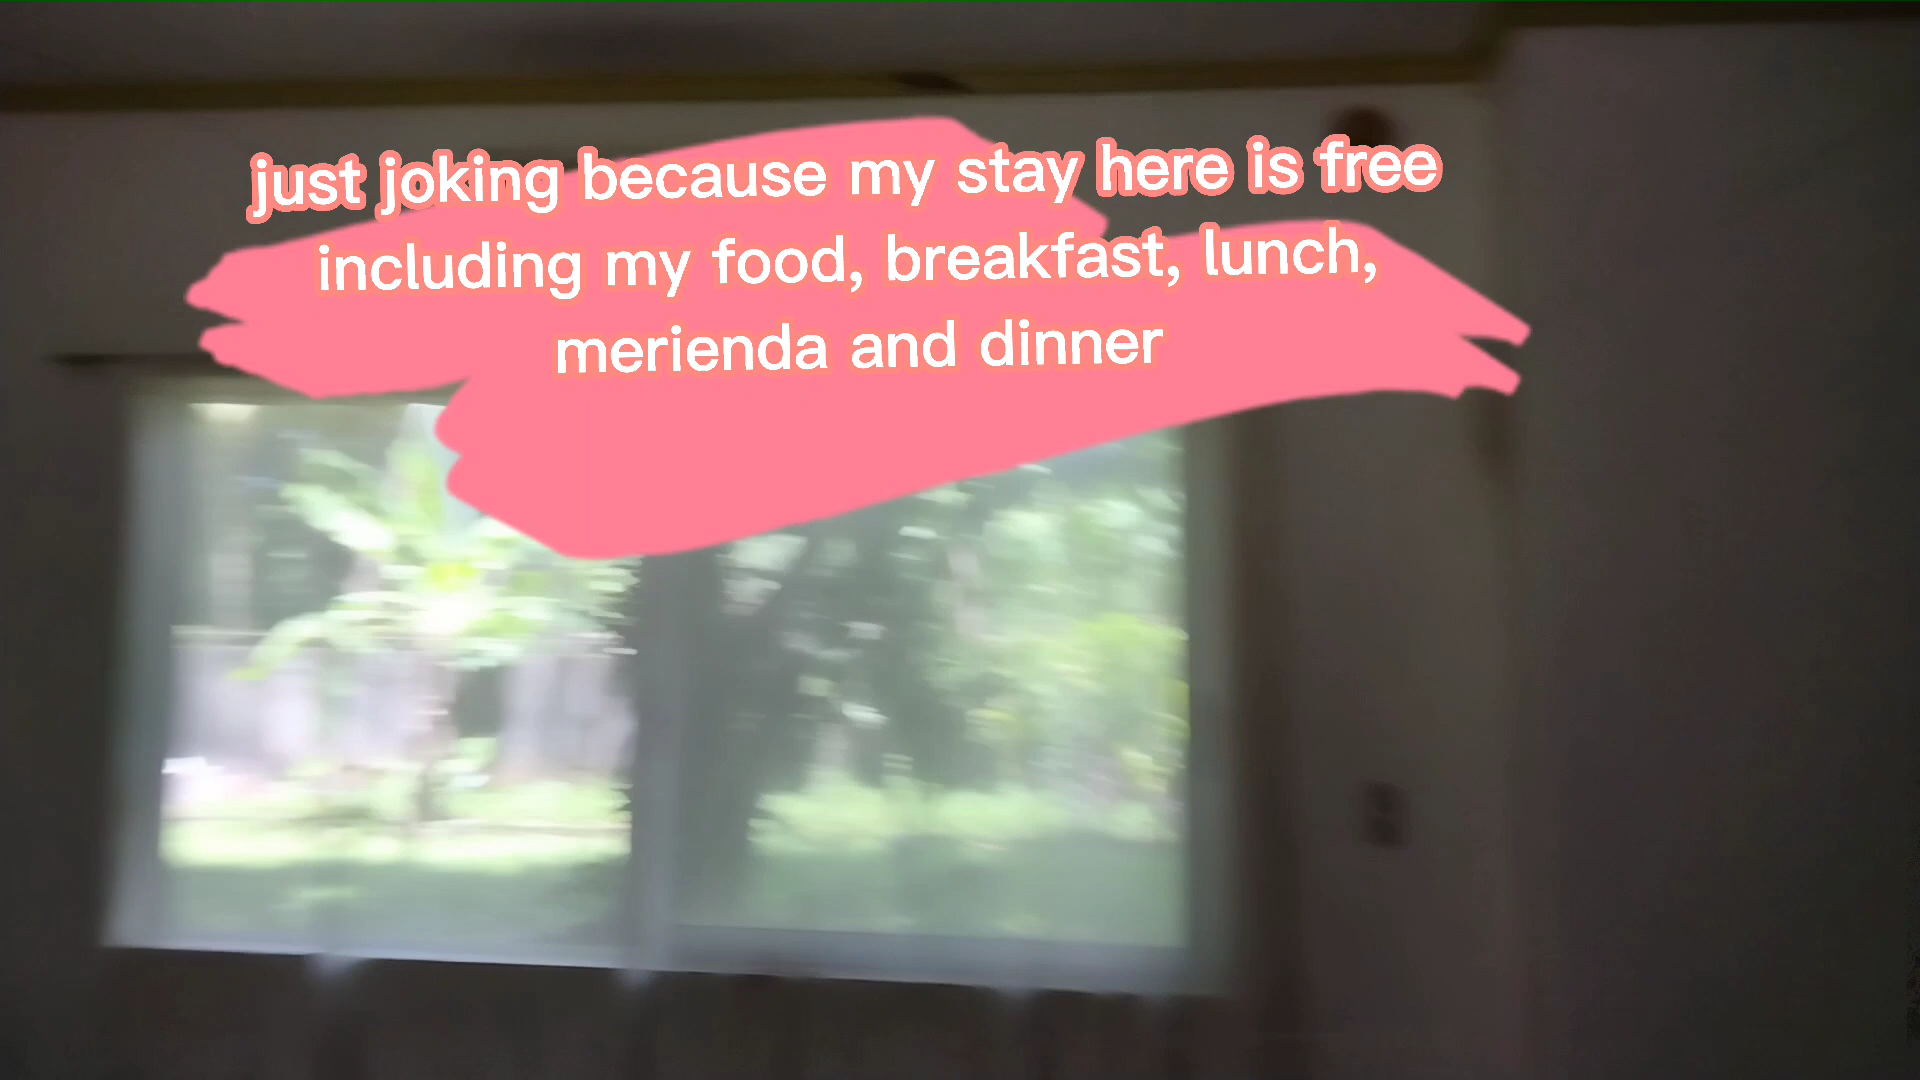 just joking because my stay here is free
including my food, breakfast, lunch,
merienda and dinner